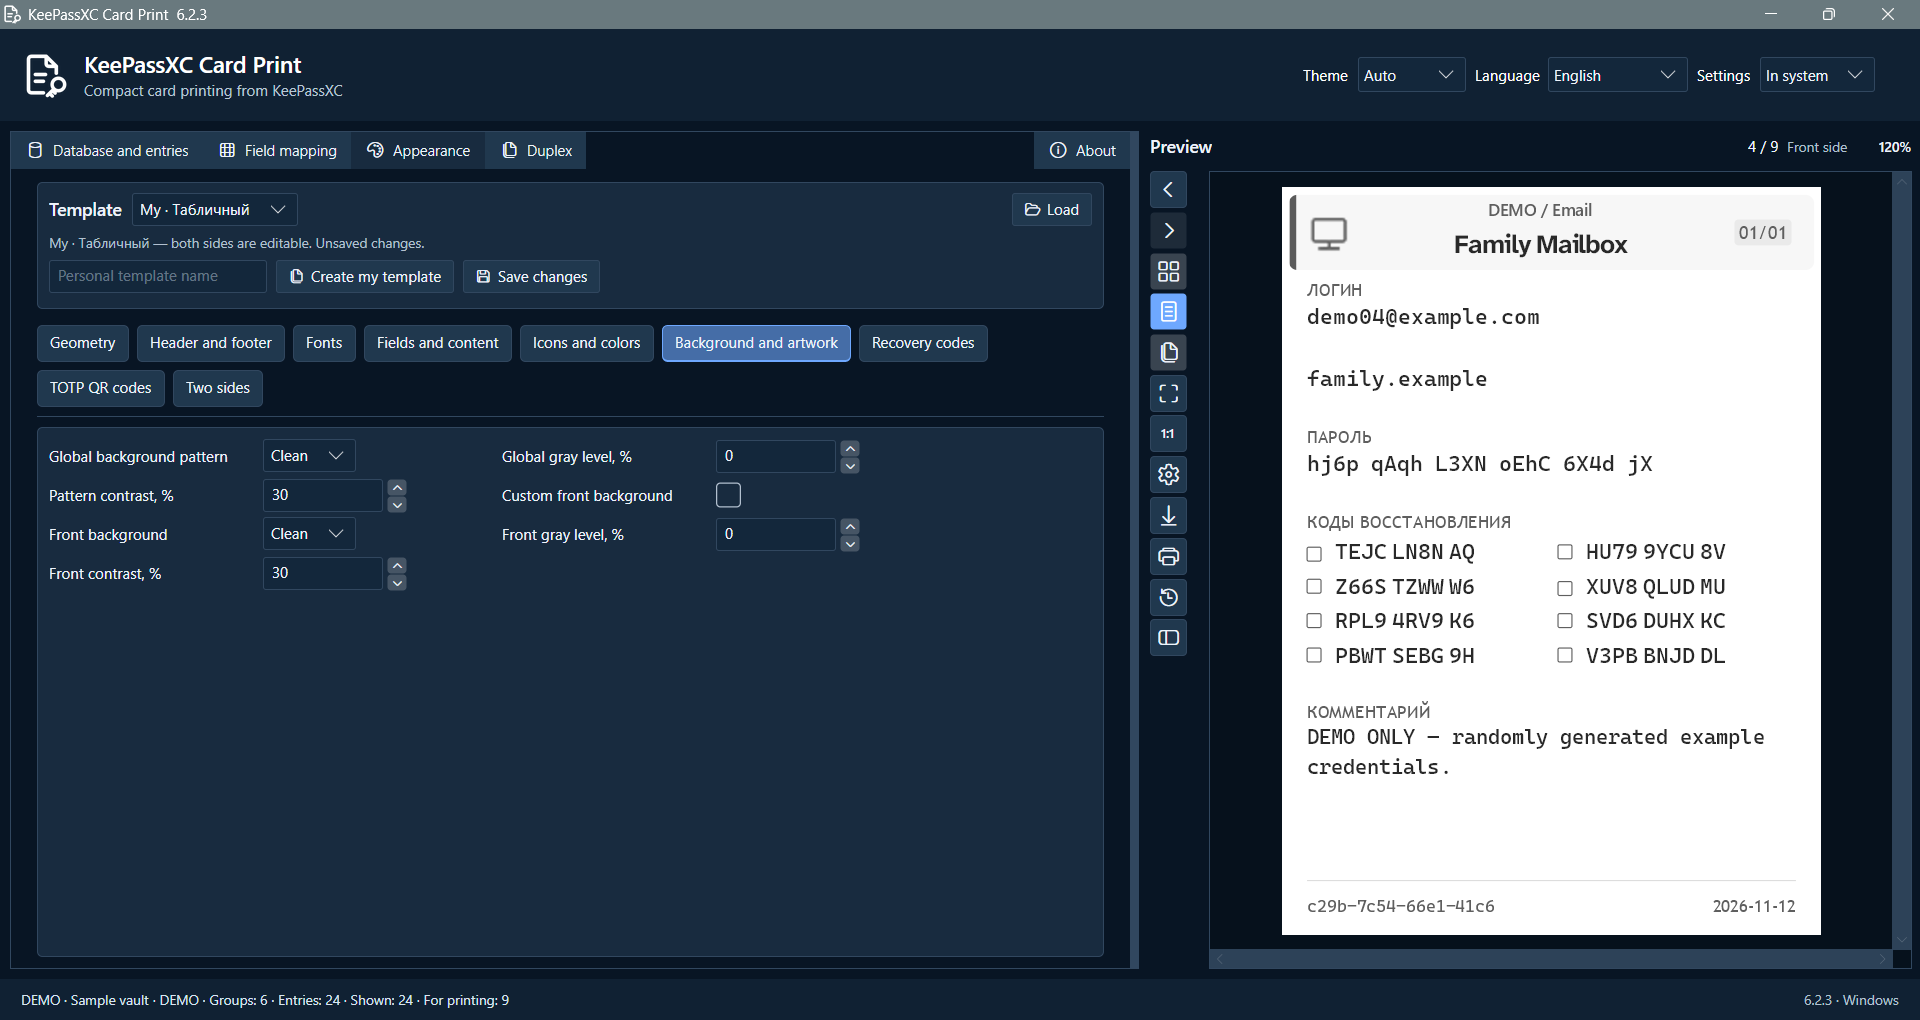 KeePassXC Card Print 6.2.3
KeePassXC Card Print
Compact card printing from KeePassXC
Theme Auto Language English Settings In system
Database and entries Field mapping Appearance Duplex About
Template My · Табличный Load
My · Табличный — both sides are editable. Unsaved changes.
Personal template name Create my template Save changes
Geometry Header and footer Fonts Fields and content Icons and colors Background and artwork Recovery codes
TOTP QR codes Two sides
Global background pattern Clean Global gray level, % 0
Pattern contrast, % 30 Custom front background
Front background Clean Front gray level, % 0
Front contrast, % 30
Preview 4 / 9 Front side 120%
1:1
DEMO / Email
Family Mailbox
01/01
ЛОГИН
demo04@example.com
family.example
ПАРОЛЬ
hj6p qAqh L3XN oEhC 6X4d jX
КОДЫ ВОССТАНОВЛЕНИЯ
TEJC LN8N AQ HU79 9YCU 8V
Z66S TZWW W6 XUV8 QLUD MU
RPL9 4RV9 K6 SVD6 DUHX KC
PBWT SEBG 9H V3PB BNJD DL
КОММЕНТАРИЙ
DEMO ONLY — randomly generated example
credentials.
c29b-7c54-66e1-41c6 2026-11-12
DEMO · Sample vault · DEMO · Groups: 6 · Entries: 24 · Shown: 24 · For printing: 9
6.2.3 · Windows